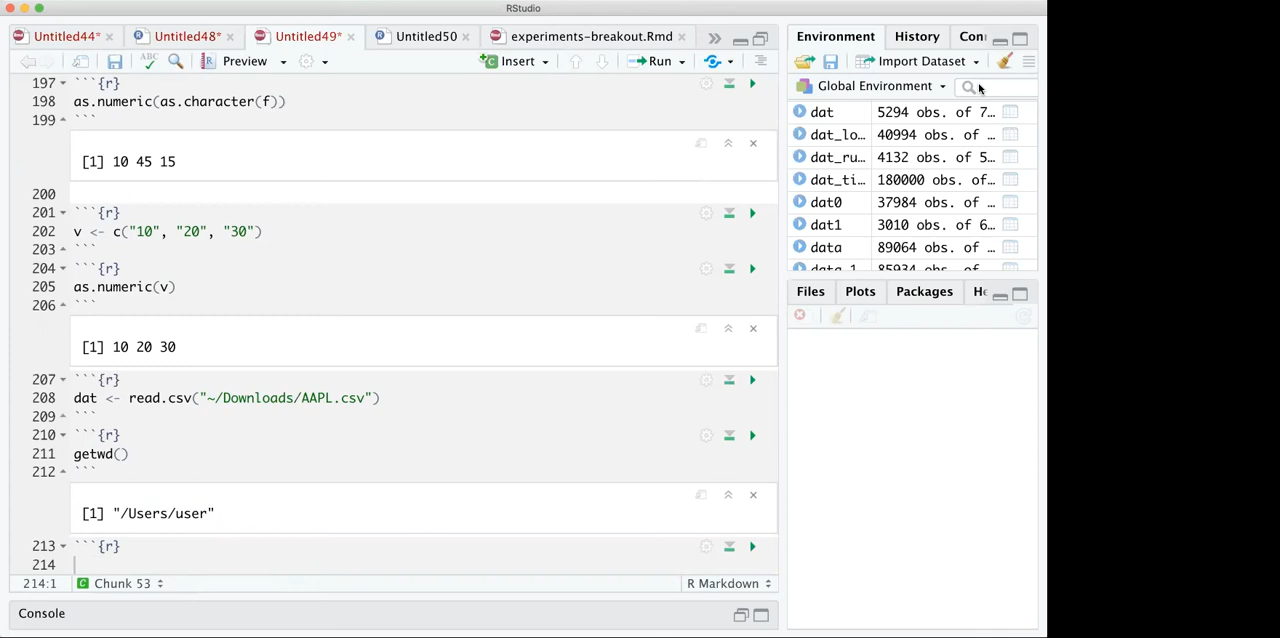 RStudio
Untitled44*
Untitled48*
Untitled49*
Untitled50
experiments-breakout.Rmd
Environment
History
Con
ABC
Preview
Insert
Run
Import Dataset
Global Environment
197 ```{r}
198 as.numeric(as.character(f))
199 ```
[1] 10 45 15
200
201 ```{r}
202 v <- c("10", "20", "30")
203 ```
204 ```{r}
205 as.numeric(v)
206 ```
[1] 10 20 30
207 ```{r}
208 dat <- read.csv("~/Downloads/AAPL.csv")
209 ```
210 ```{r}
211 getwd()
212 ```
[1] "/Users/user"
213 ```{r}
214
214:1
C Chunk 53
R Markdown
Console
dat 5294 obs. of 7…
dat_lo… 40994 obs. of …
dat_ru… 4132 obs. of 5…
dat_ti… 180000 obs. of…
dat0 37984 obs. of …
dat1 3010 obs. of 6…
data 89064 obs. of …
data_1 85934 obs. of
Files
Plots
Packages
He